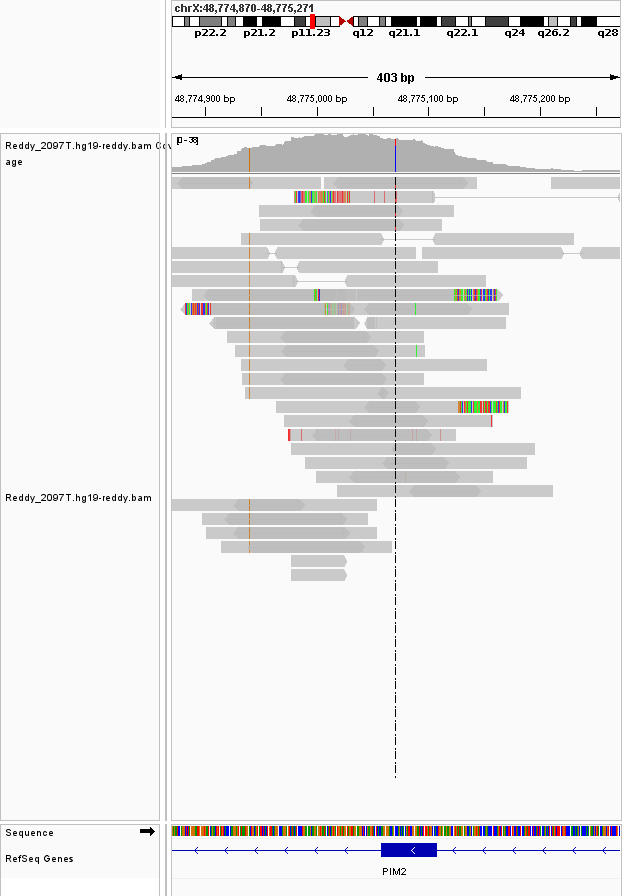 chrX:48,774,870-48,775,271
p22.2 p21.2 p11.23 q12 q21.1 q22.1 q24 q26.2 q28
403 bp
48,774,900 bp 48,775,000 bp 48,775,100 bp 48,775,200 bp
[0-38]
Reddy_2097T.hg19-reddy.bam Cov
age
Reddy_2097T.hg19-reddy.bam
Sequence
RefSeq Genes
PIM2